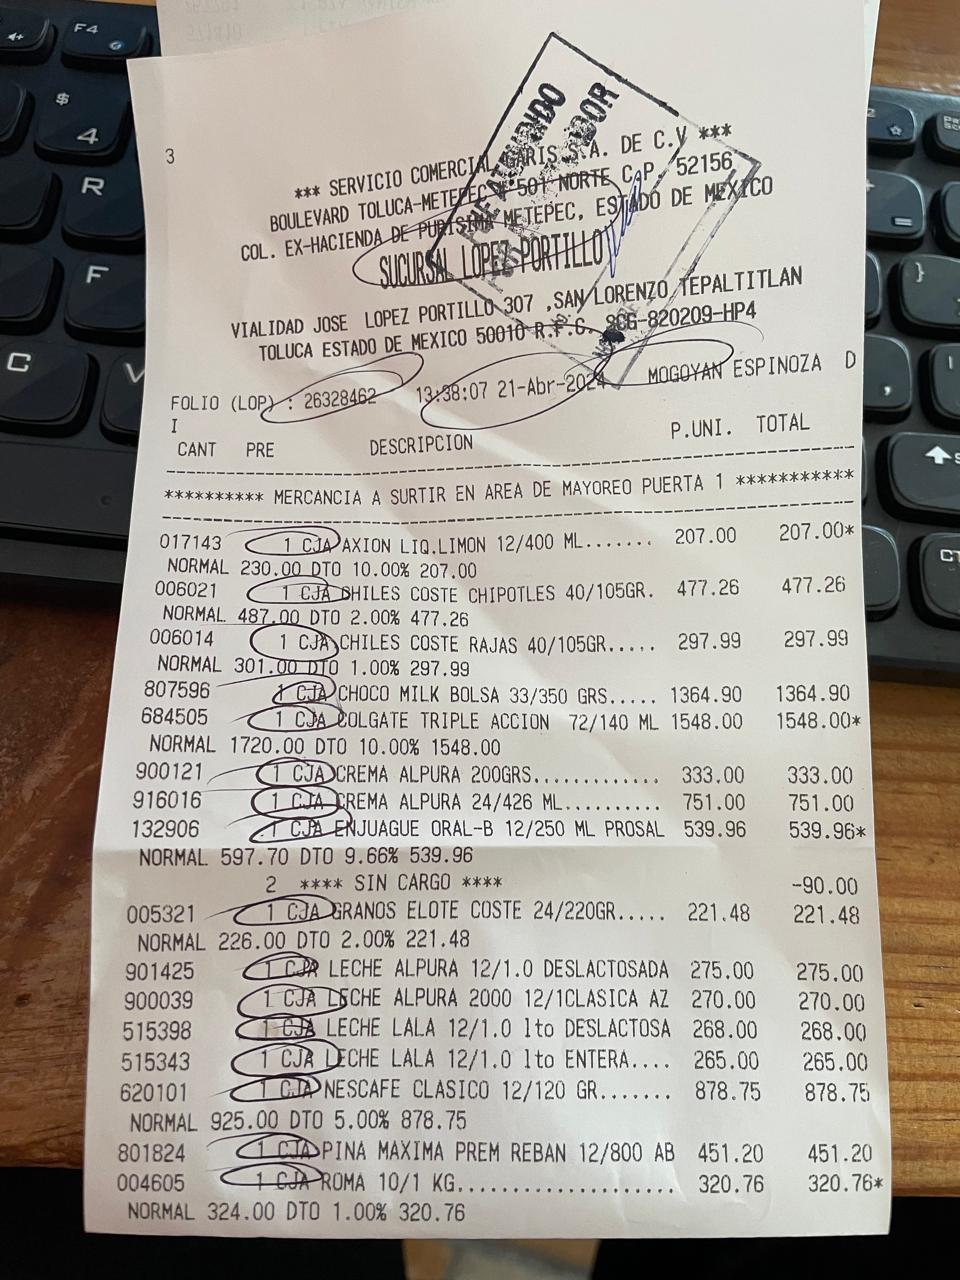 3
*** SERVICIO COMERCIAL GARIS S.A. DE C.V ***
BOULEVARD TOLUCA-METEPEC # 501 NORTE C.P. 52156
COL. EX-HACIENDA DE PURISIMA METEPEC, ESTADO DE MEXICO
SUCURSAL LOPEZ PORTILLO
VIALIDAD JOSE LOPEZ PORTILLO 307 ,SAN LORENZO TEPALTITLAN
TOLUCA ESTADO DE MEXICO 50010 R.F.C. SCG-820209-HP4
FOLIO (LOP) : 26328462 13:38:07 21-Abr-2024 MOGOYAN ESPINOZA D
I
CANT PRE DESCRIPCION P.UNI. TOTAL
********** MERCANCIA A SURTIR EN AREA DE MAYOREO PUERTA 1 ***********
017143 1 CJA AXION LIQ.LIMON 12/400 ML....... 207.00 207.00*
NORMAL 230.00 DTO 10.00% 207.00
006021 1 CJA CHILES COSTE CHIPOTLES 40/105GR. 477.26 477.26
NORMAL 487.00 DTO 2.00% 477.26
006014 1 CJA CHILES COSTE RAJAS 40/105GR..... 297.99 297.99
NORMAL 301.00 DTO 1.00% 297.99
807596 1 CJA CHOCO MILK BOLSA 33/350 GRS..... 1364.90 1364.90
684505 1 CJA COLGATE TRIPLE ACCION 72/140 ML 1548.00 1548.00*
NORMAL 1720.00 DTO 10.00% 1548.00
900121 1 CJA CREMA ALPURA 200GRS............. 333.00 333.00
916016 1 CJA CREMA ALPURA 24/426 ML.......... 751.00 751.00
132906 1 CJA ENJUAGUE ORAL-B 12/250 ML PROSAL 539.96 539.96*
NORMAL 597.70 DTO 9.66% 539.96
2 **** SIN CARGO **** -90.00
005321 1 CJA GRANOS ELOTE COSTE 24/220GR..... 221.48 221.48
NORMAL 226.00 DTO 2.00% 221.48
901425 1 CJA LECHE ALPURA 12/1.0 DESLACTOSADA 275.00 275.00
900039 1 CJA LECHE ALPURA 2000 12/1CLASICA AZ 270.00 270.00
515398 1 CJA LECHE LALA 12/1.0 lto DESLACTOSA 268.00 268.00
515343 1 CJA LECHE LALA 12/1.0 lto ENTERA.... 265.00 265.00
620101 1 CJA NESCAFE CLASICO 12/120 GR....... 878.75 878.75
NORMAL 925.00 DTO 5.00% 878.75
801824 1 CJA PINA MAXIMA PREM REBAN 12/800 AB 451.20 451.20
004605 1 CJA ROMA 10/1 KG.................... 320.76 320.76*
NORMAL 324.00 DTO 1.00% 320.76
F4
$
4
R
F
C
V